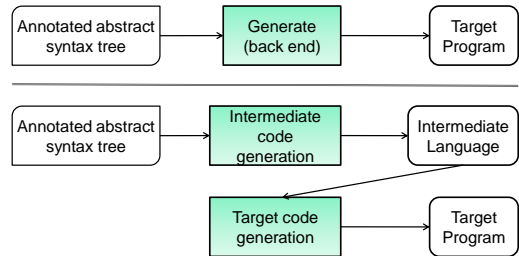 Annotated abstract
syntax tree
Generate
(back end)
Target
Program
Annotated abstract
syntax tree
Intermediate
code
generation
Intermediate
Language
Target code
generation
Target
Program